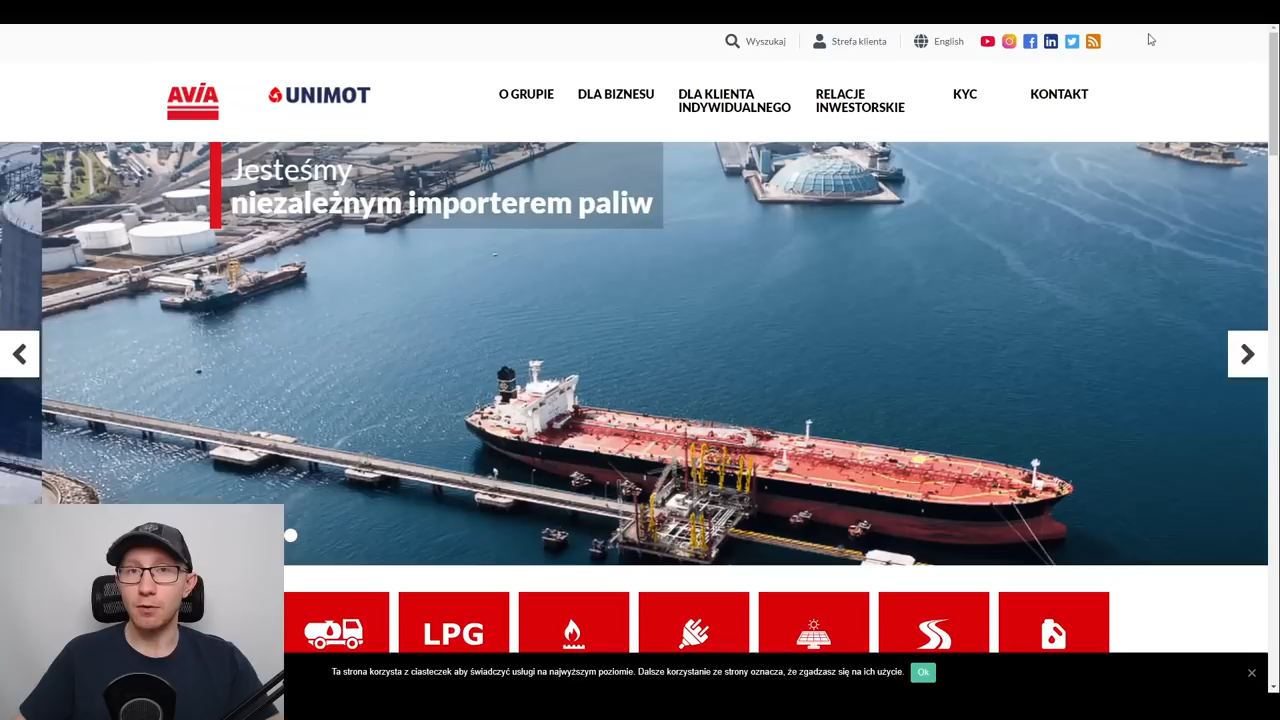 Wyszukaj
Strefa klienta
English
AVIA
UNIMOT
O GRUPIE
DLA BIZNESU
DLA KLIENTA
INDYWIDUALNEGO
RELACJE
INWESTORSKIE
KYC
KONTAKT
Jesteśmy
niezależnym importerem paliw
LPG
Ta strona korzysta z ciasteczek aby świadczyć usługi na najwyższym poziomie. Dalsze korzystanie ze strony oznacza, że zgadzasz się na ich użycie.
Ok